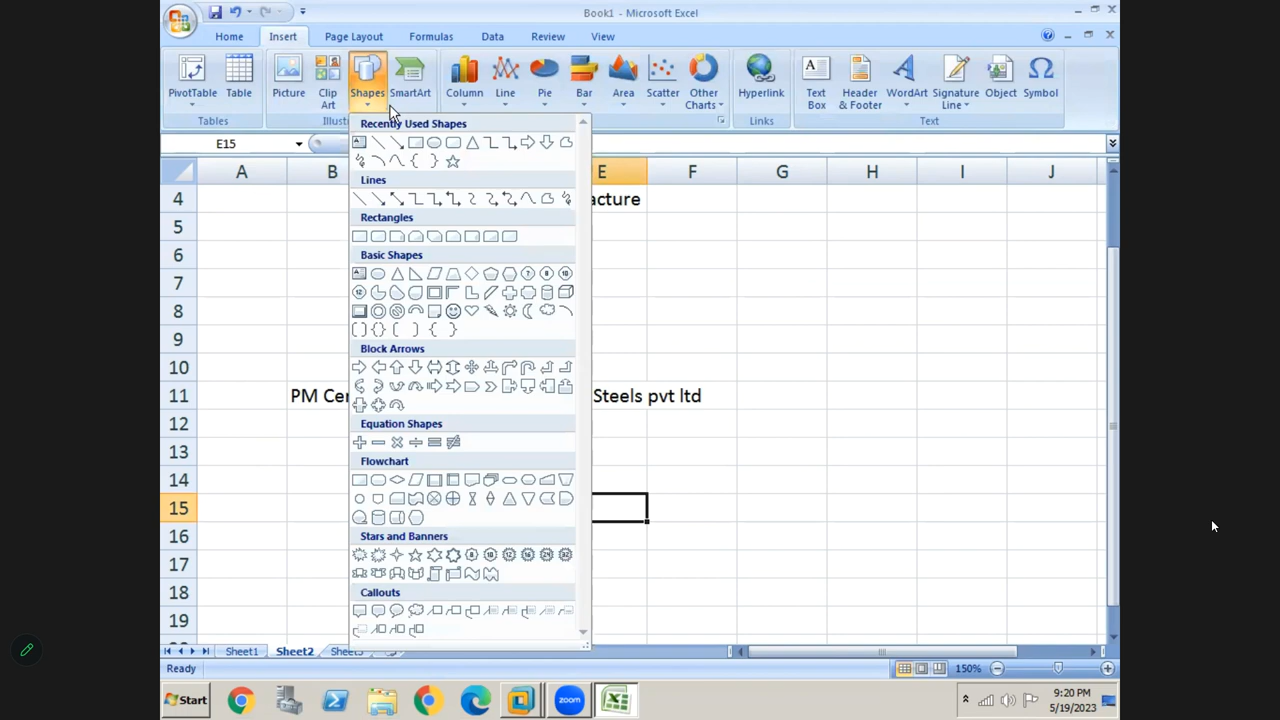 Book1 - Microsoft Excel
Home Insert Page Layout Formulas Data Review View
PivotTable Table Picture Clip Art Shapes SmartArt Column Line Pie Bar Area Scatter Other Charts Hyperlink Text Box Header & Footer WordArt Signature Line Object Symbol
Tables Illust Links Text
E15
Recently Used Shapes
Lines
Rectangles
Basic Shapes
Block Arrows
Equation Shapes
Flowchart
Stars and Banners
Callouts
A B E F G H I J
4 acture
5
6
7
8
9
10
11 PM Cer Steels pvt ltd
12
13
14
15
16
17
18
19
Sheet1 Sheet2 Sheet
Ready 150%
Start zoom 9:20 PM
5/19/2023